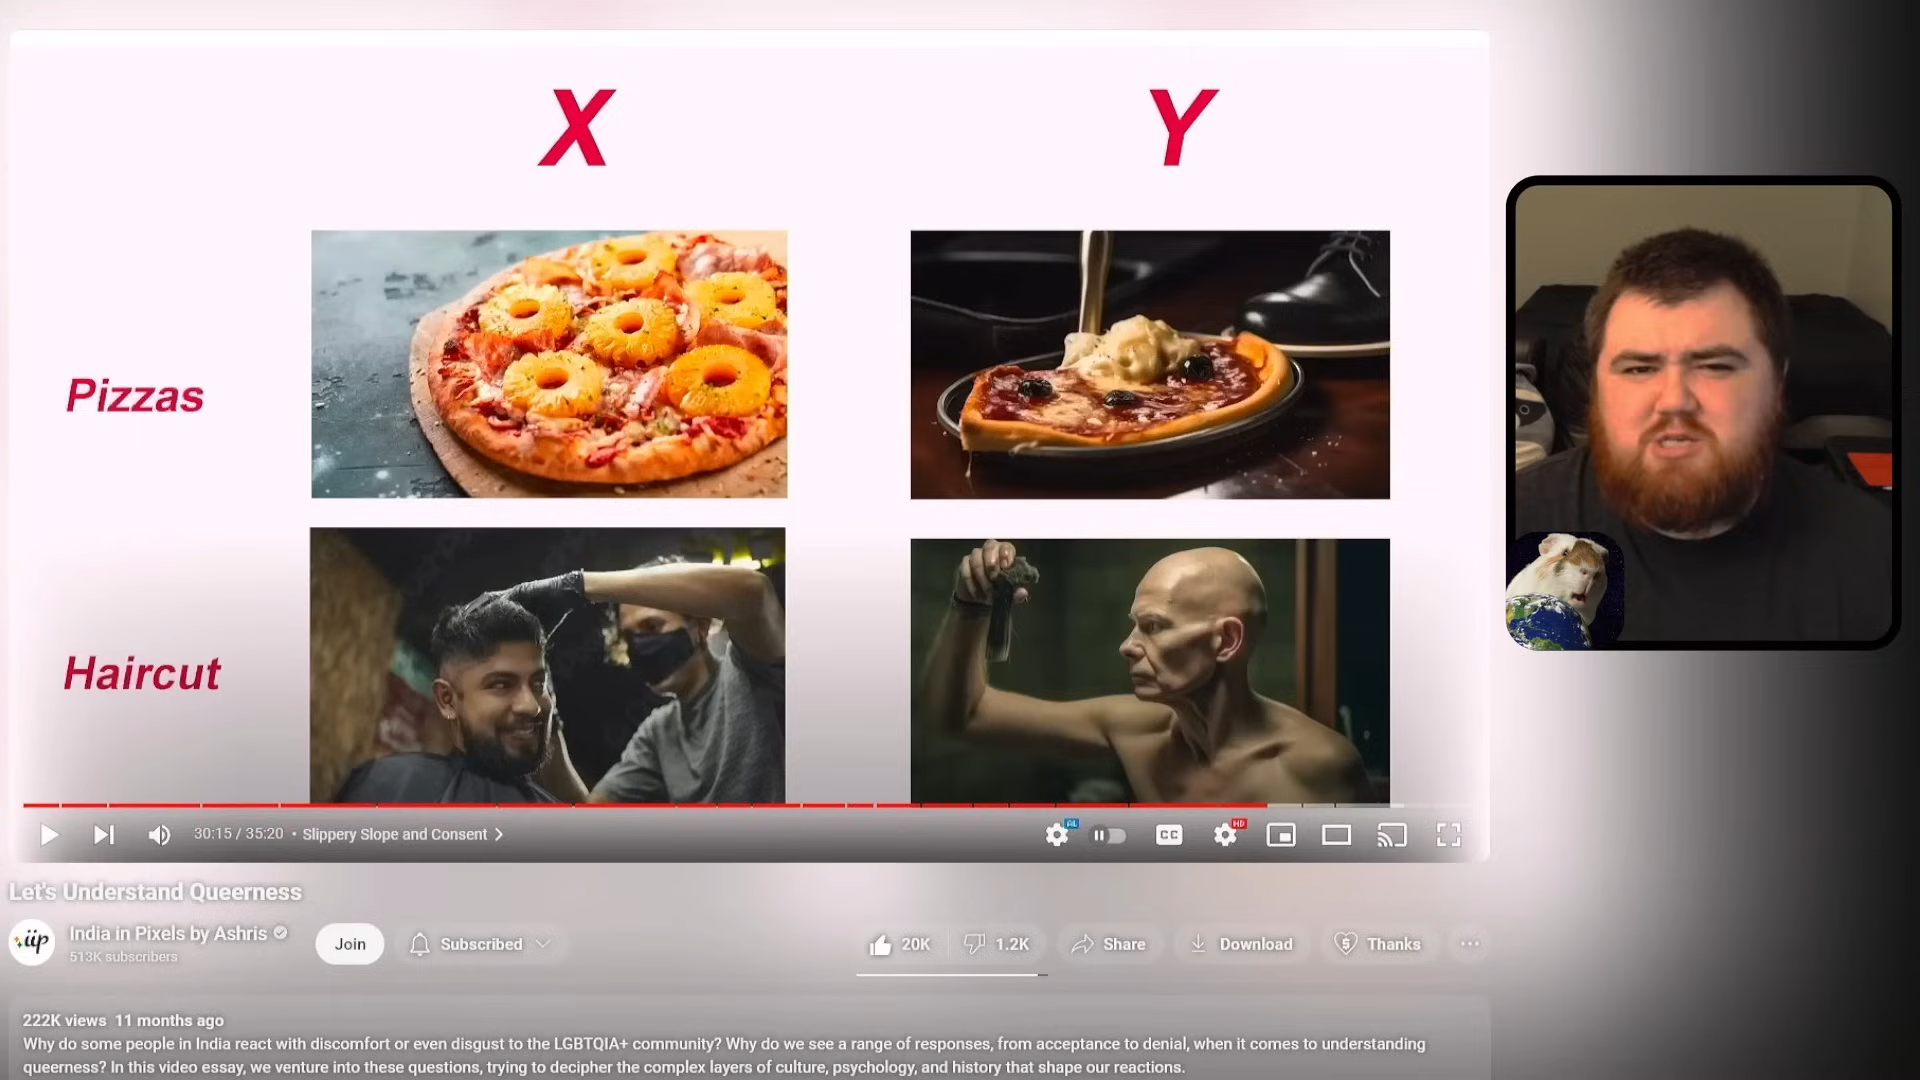 X
Y
Pizzas
Haircut
30:15 / 35:20 • Slippery Slope and Consent
AL
CC
HD
Let's Understand Queerness
iip
India in Pixels by Ashris
513K subscribers
Join
Subscribed
20K
1.2K
Share
Download
Thanks
222K views 11 months ago
Why do some people in India react with discomfort or even disgust to the LGBTQIA+ community? Why do we see a range of responses, from acceptance to denial, when it comes to understanding
queerness? In this video essay, we venture into these questions, trying to decipher the complex layers of culture, psychology, and history that shape our reactions.